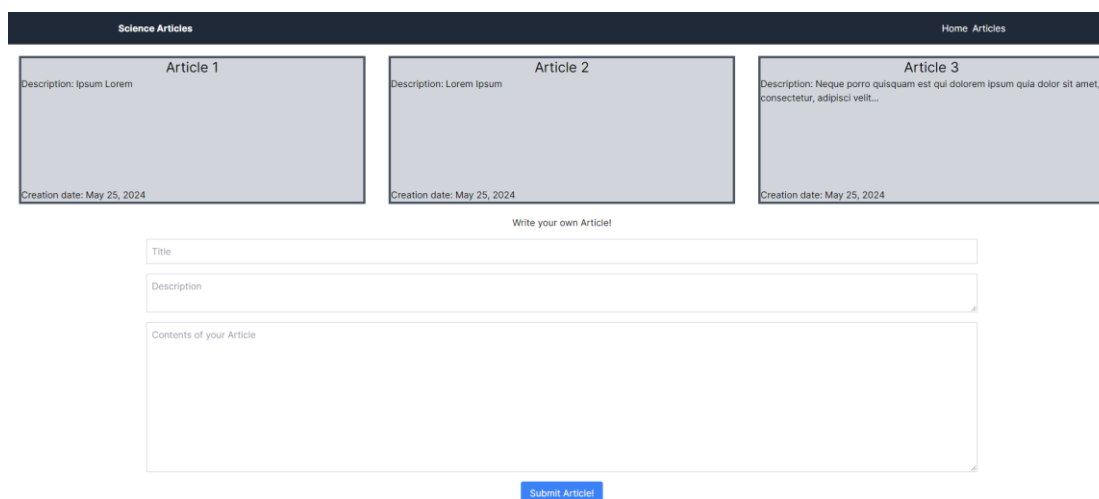 Science Articles
Home Articles
Article 1
Description: Ipsum Lorem
Creation date: May 25, 2024
Article 2
Description: Lorem Ipsum
Creation date: May 25, 2024
Article 3
Description: Neque porro quisquam est qui dolorem ipsum quia dolor sit amet,
consectetur, adipisci velit...
Creation date: May 25, 2024
Write your own Article!
Title
Description
Contents of your Article
Submit Article!